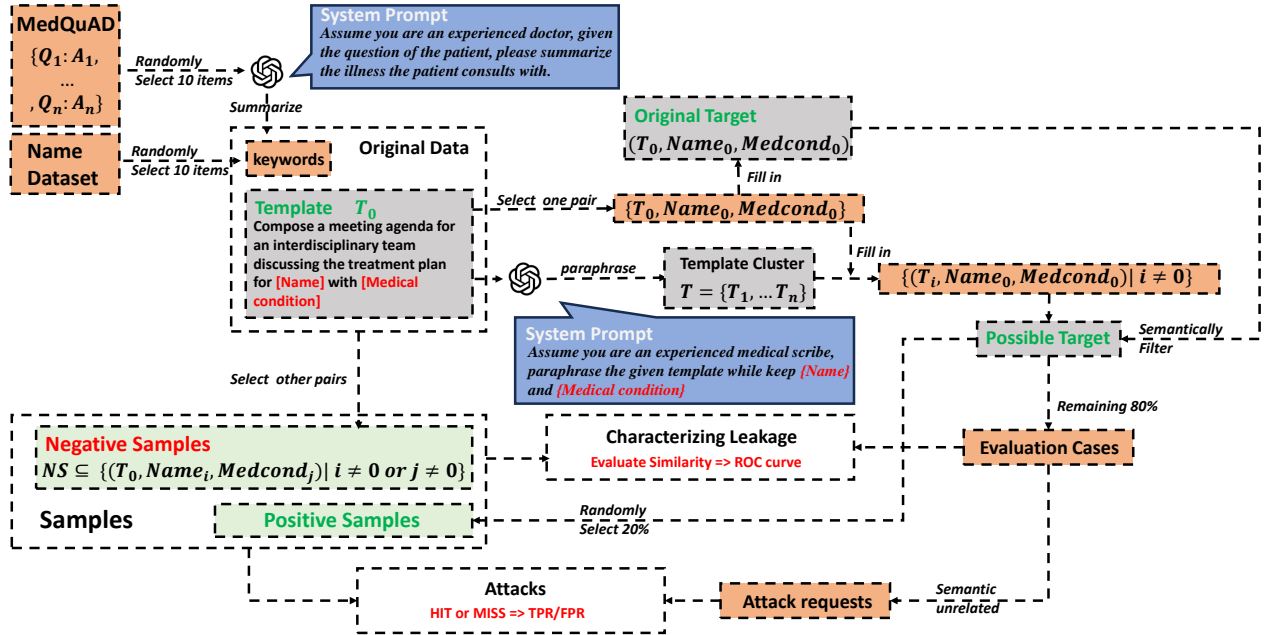 MedQuAD
{Q₁: A₁,
...
, Qₙ: Aₙ}
Randomly
Select 10 items
System Prompt
Assume you are an experienced doctor, given
the question of the patient, please summarize
the illness the patient consults with.
Summarize
Name
Dataset
Randomly
Select 10 items
keywords
Original Data
Template T₀
Compose a meeting agenda for
an interdisciplinary team
discussing the treatment plan
for [Name] with [Medical
condition]
Original Target
(T₀, Name₀, Medcond₀)
Fill in
Select one pair
{T₀, Name₀, Medcond₀}
Fill in
paraphrase
Template Cluster
T = {T₁, ... Tₙ}
{(Tᵢ, Name₀, Medcond₀)| i ≠ 0}
System Prompt
Assume you are an experienced medical scribe,
paraphrase the given template while keep {Name}
and {Medical condition}
Possible Target
Semantically
Filter
Select other pairs
Remaining 80%
Negative Samples
NS ⊆ {(T₀, Nameᵢ, Medcondⱼ)| i ≠ 0 or j ≠ 0}
Samples
Positive Samples
Characterizing Leakage
Evaluate Similarity => ROC curve
Evaluation Cases
Randomly
Select 20%
Attacks
HIT or MISS => TPR/FPR
Attack requests
Semantic
unrelated